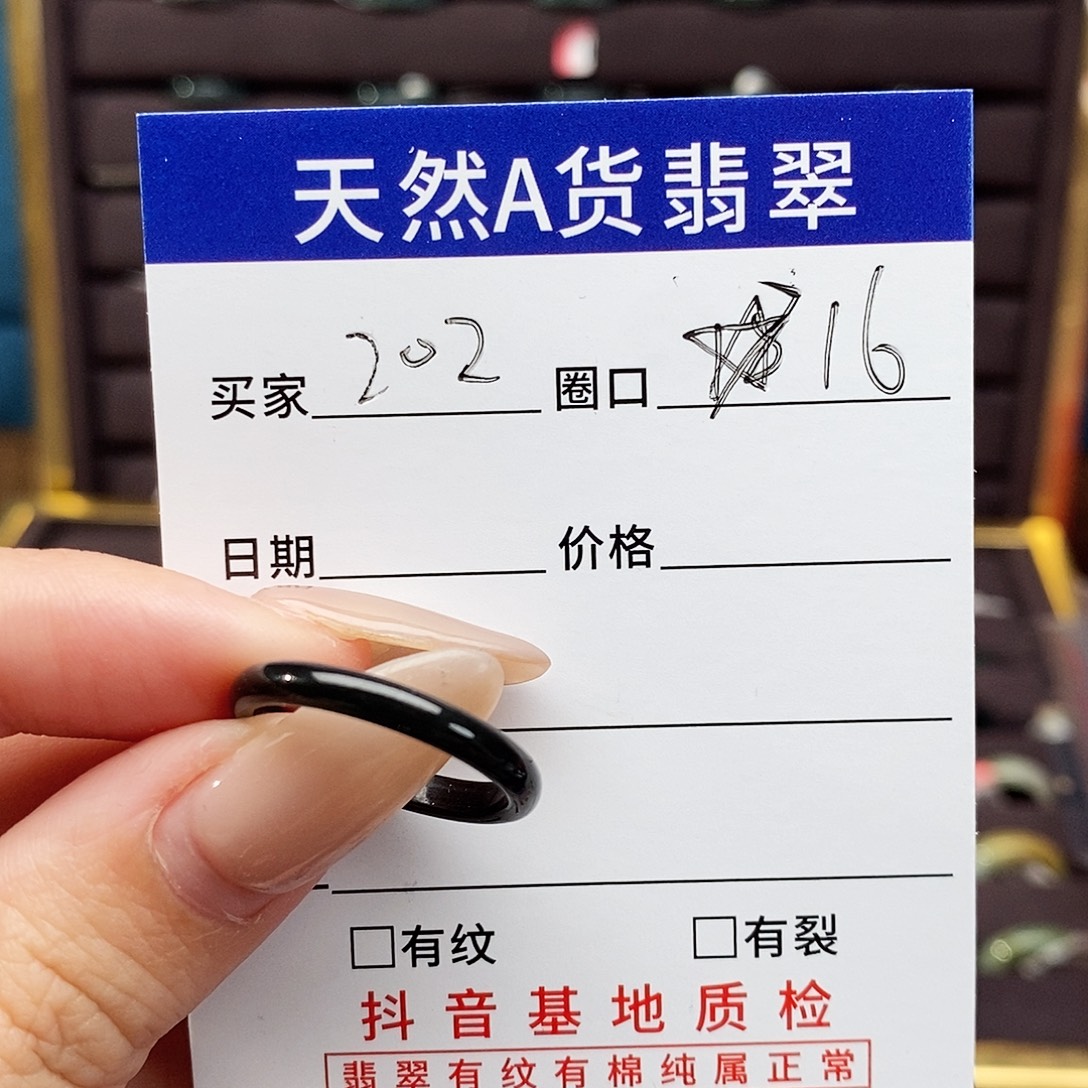 天然A货翡翠
买家 202 圈口 16
日期 价格
有纹 有裂
抖音基地质检
翡翠有纹有棉纯属正常